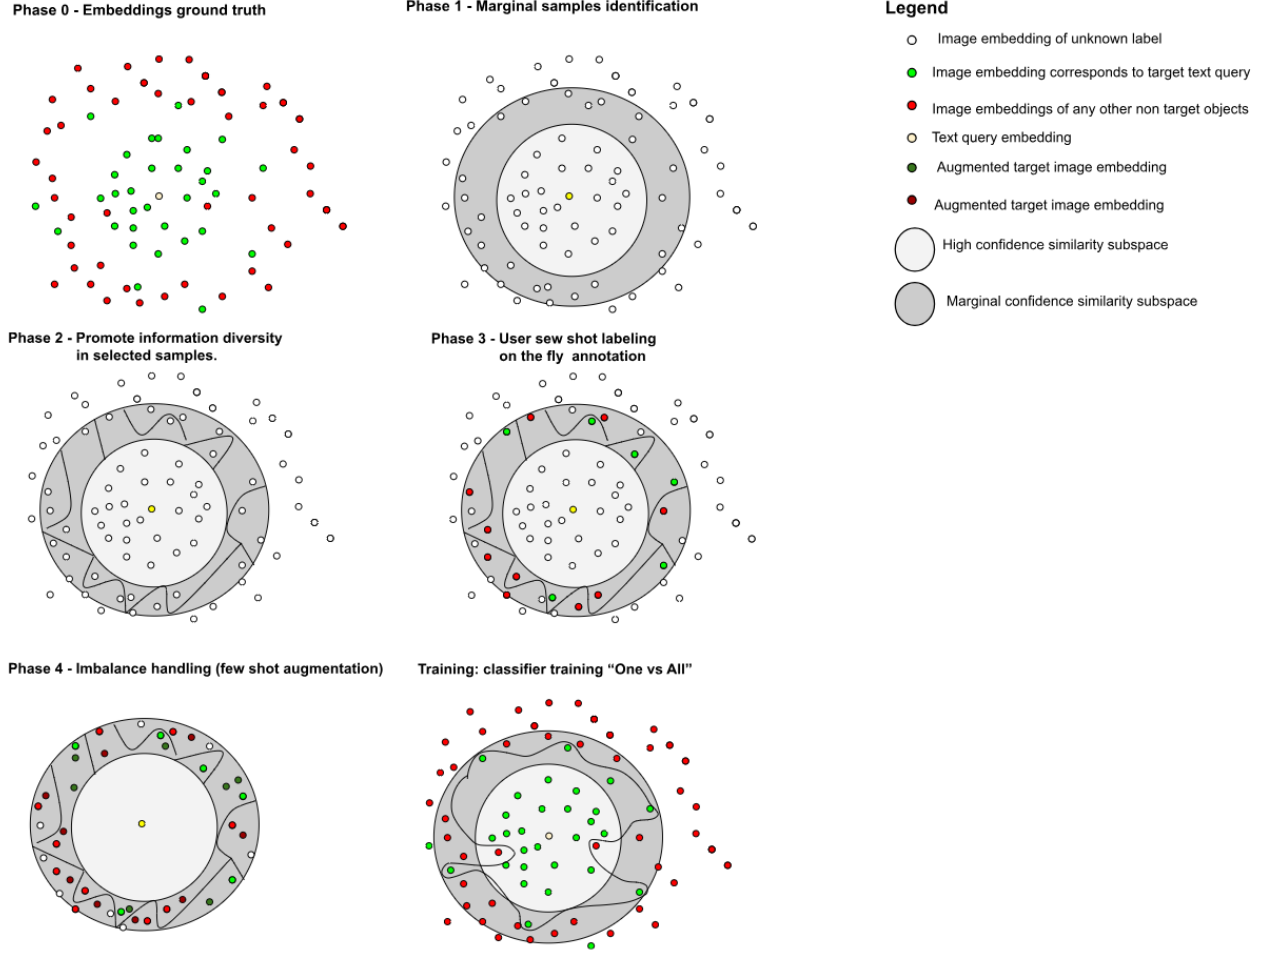 Phase 0 - Embeddings ground truth
Phase 1 - Marginal samples identification
Legend
Image embedding of unknown label
Image embedding corresponds to target text query
Image embeddings of any other non target objects
Text query embedding
Augmented target image embedding
Augmented target image embedding
High confidence similarity subspace
Marginal confidence similarity subspace
Phase 2 - Promote information diversity
in selected samples.
Phase 3 - User sew shot labeling
on the fly annotation
Phase 4 - Imbalance handling (few shot augmentation)
Training: classifier training “One vs All”